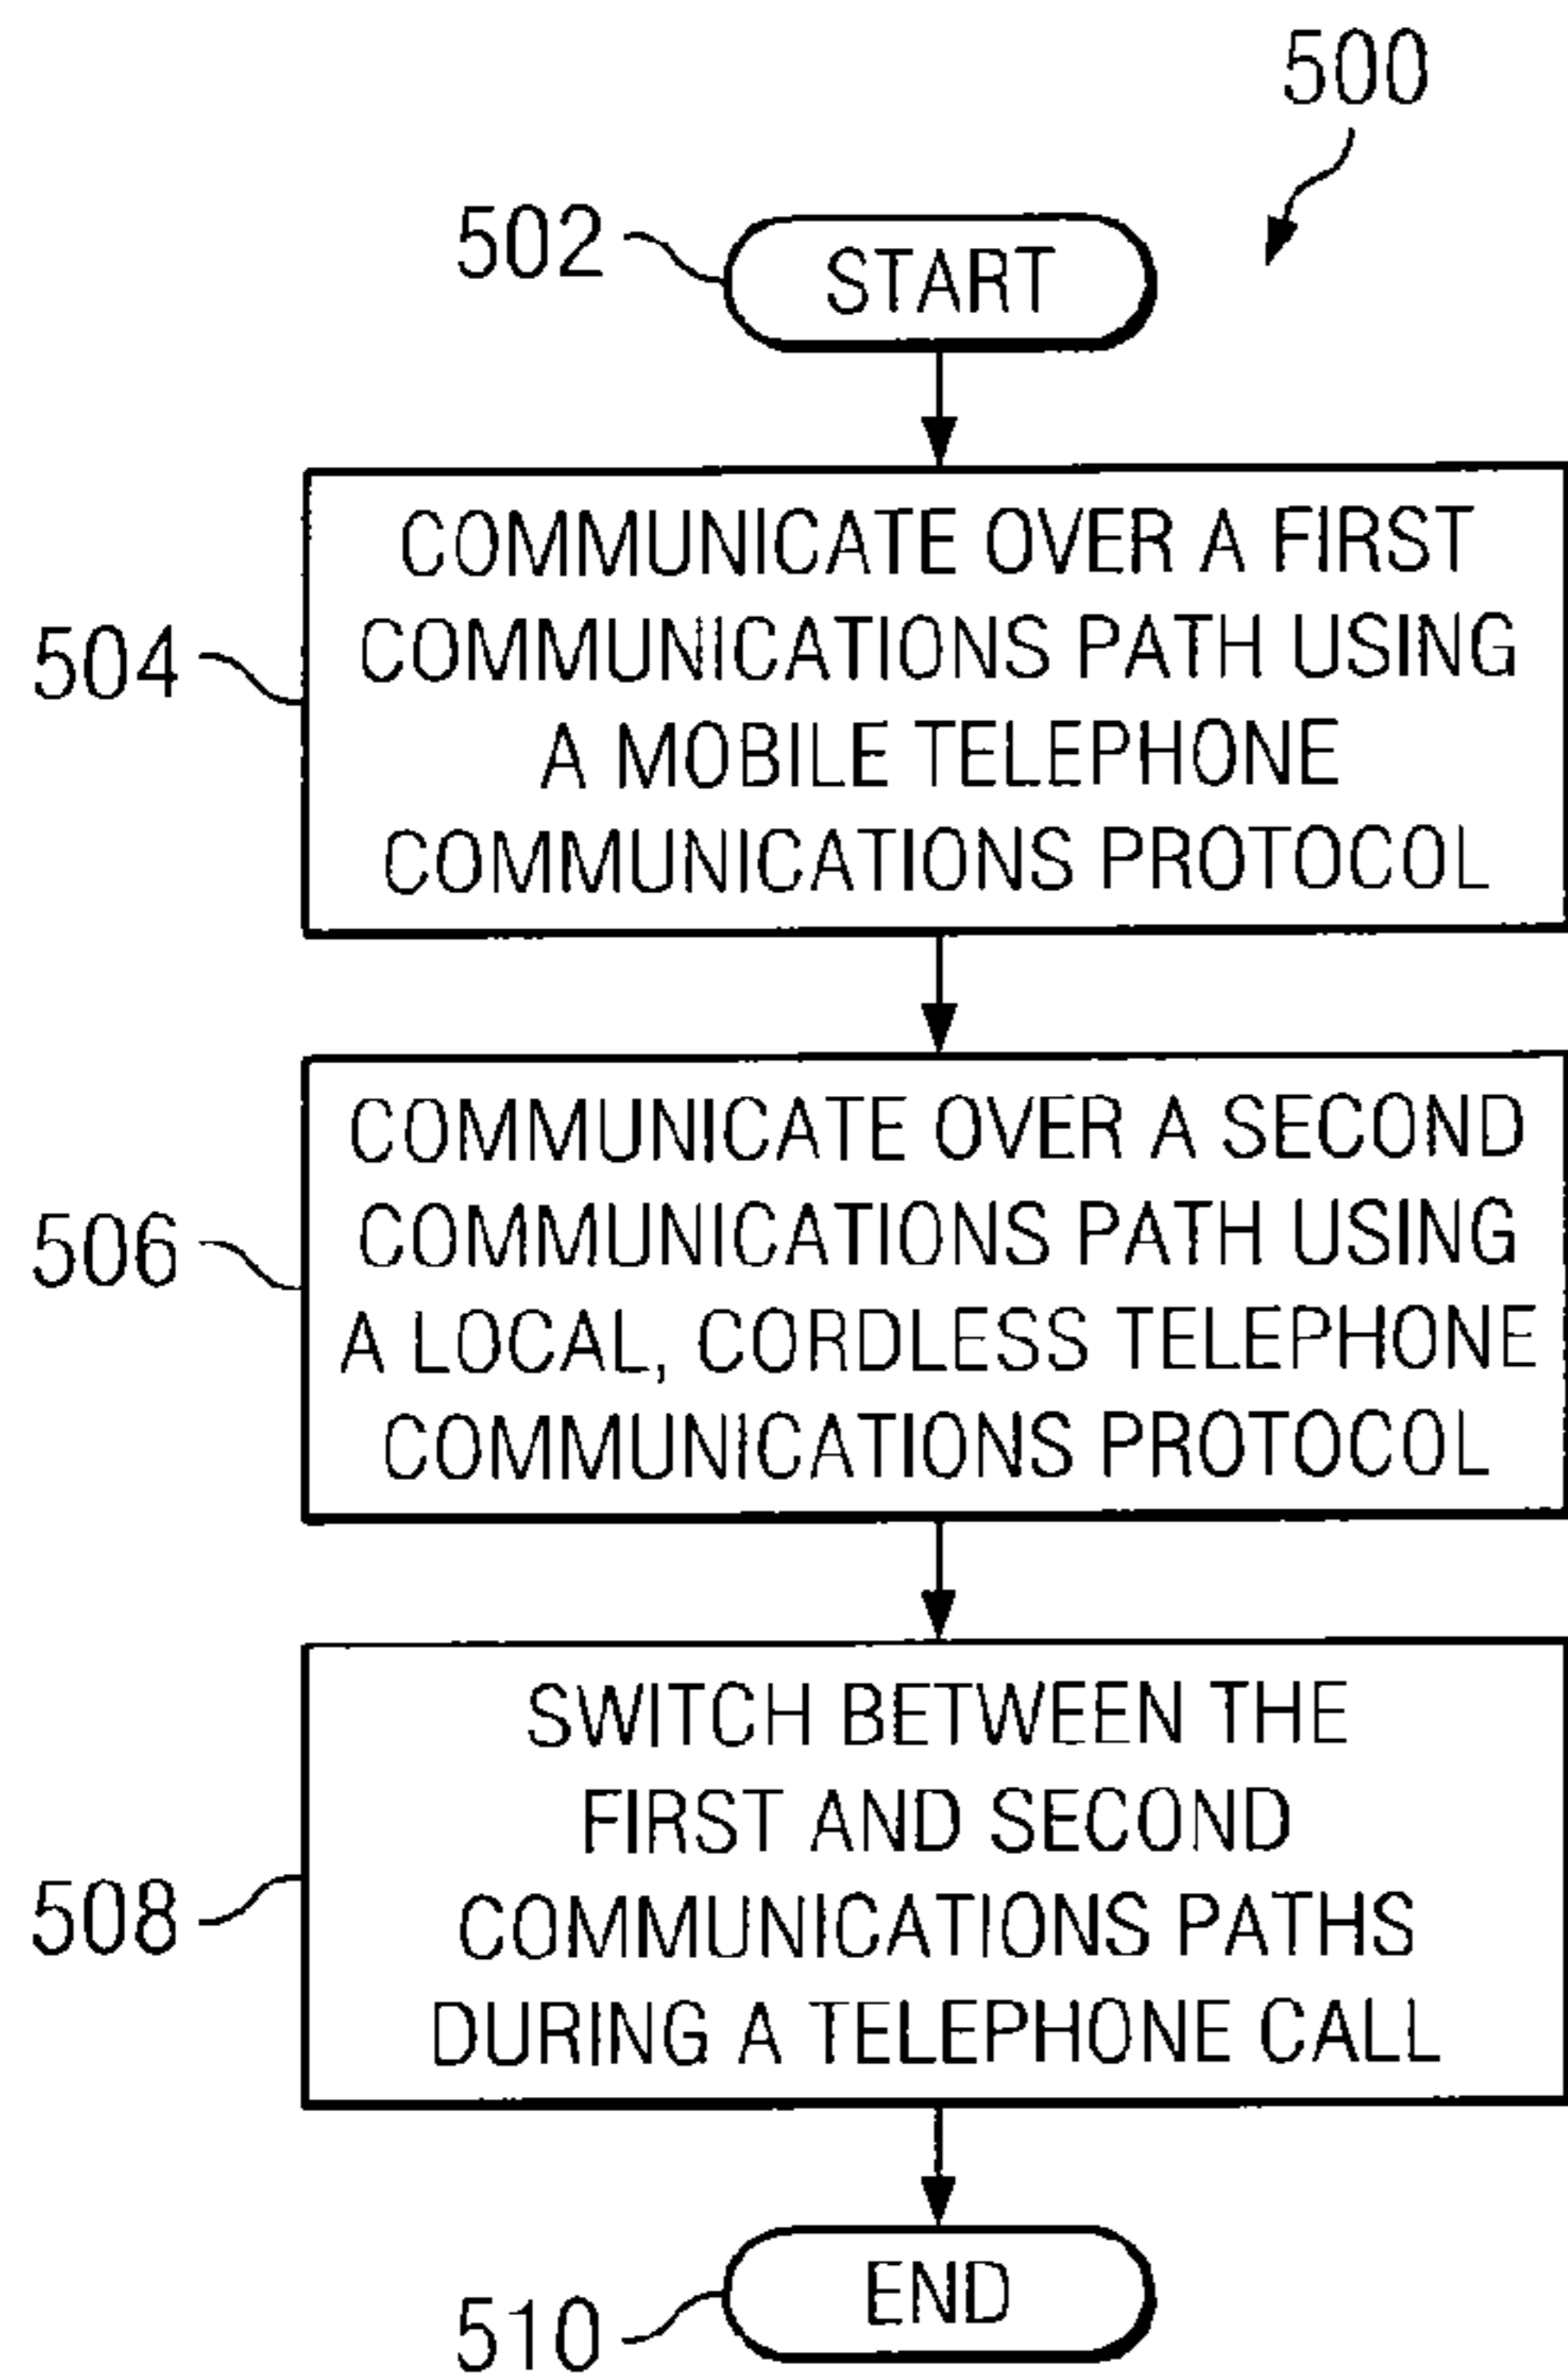 500
502
START
504
COMMUNICATE OVER A FIRST
COMMUNICATIONS PATH USING
A MOBILE TELEPHONE
COMMUNICATIONS PROTOCOL
506
COMMUNICATE OVER A SECOND
COMMUNICATIONS PATH USING
A LOCAL, CORDLESS TELEPHONE
COMMUNICATIONS PROTOCOL
508
SWITCH BETWEEN THE
FIRST AND SECOND
COMMUNICATIONS PATHS
DURING A TELEPHONE CALL
510
END